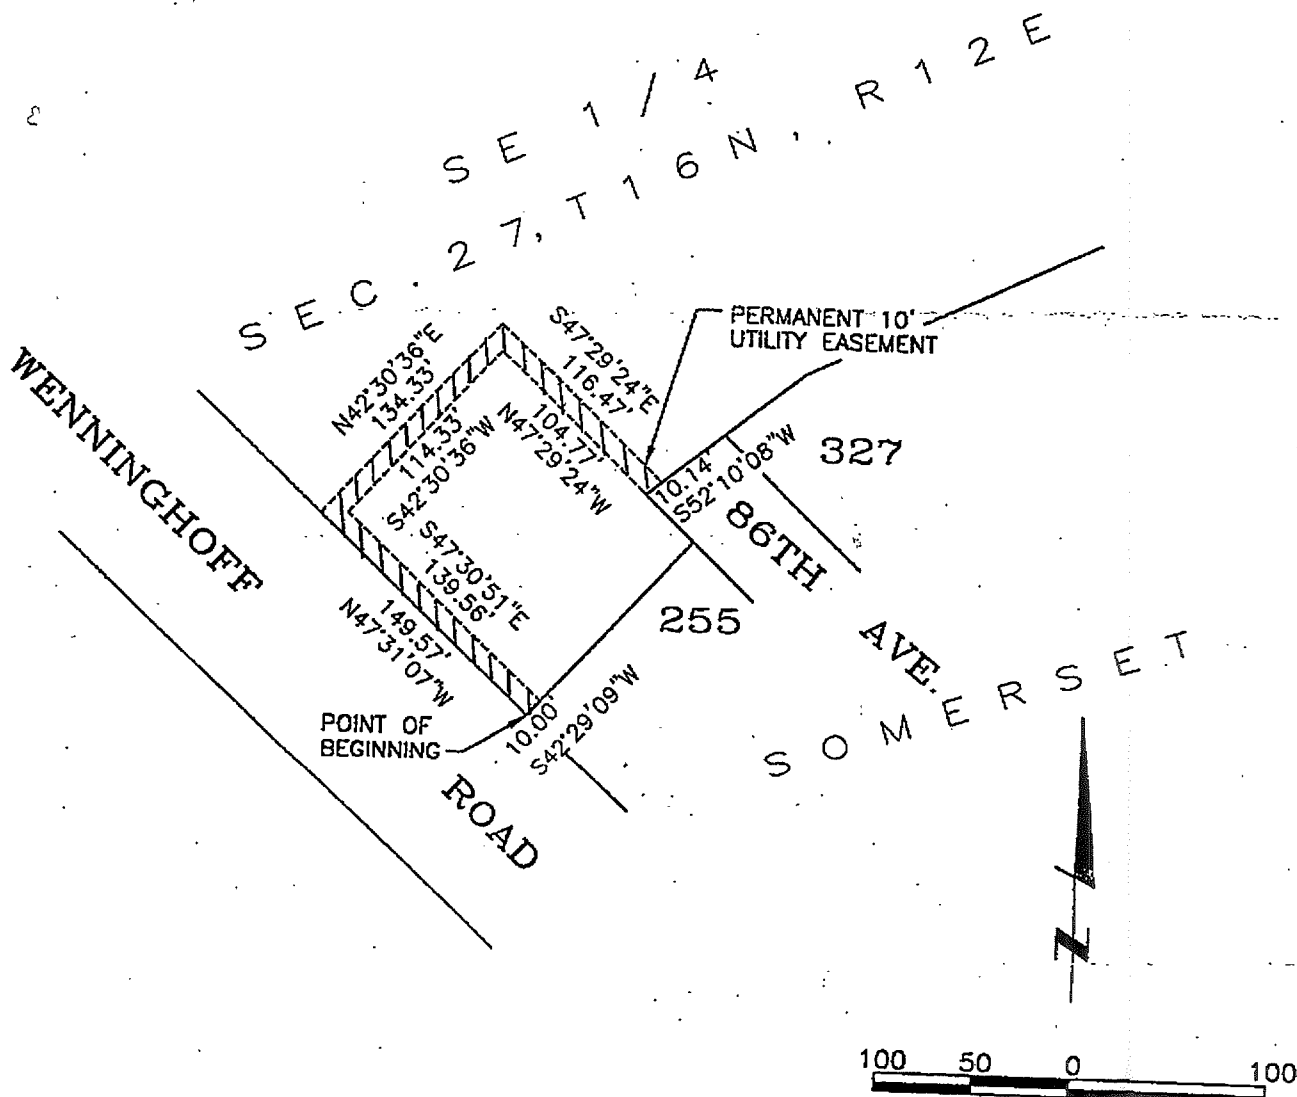 SE 1/4
SEC. 27, T16N, R12E
WENNINGHOFF
ROAD
N42°30'36"E
134.33'
114.33'
S42°30'36"W
S47°29'24"E
116.47'
104.77'
N47°29'24"W
PERMANENT 10'
UTILITY EASEMENT
10.14'
S52°10'08"W
327
86TH AVE.
255
S47°30'51"E
139.56'
149.57'
N47°31'07"W
POINT OF
BEGINNING
10.00'
S42°29'09"W
SOMERSET
N
100 50 0 100